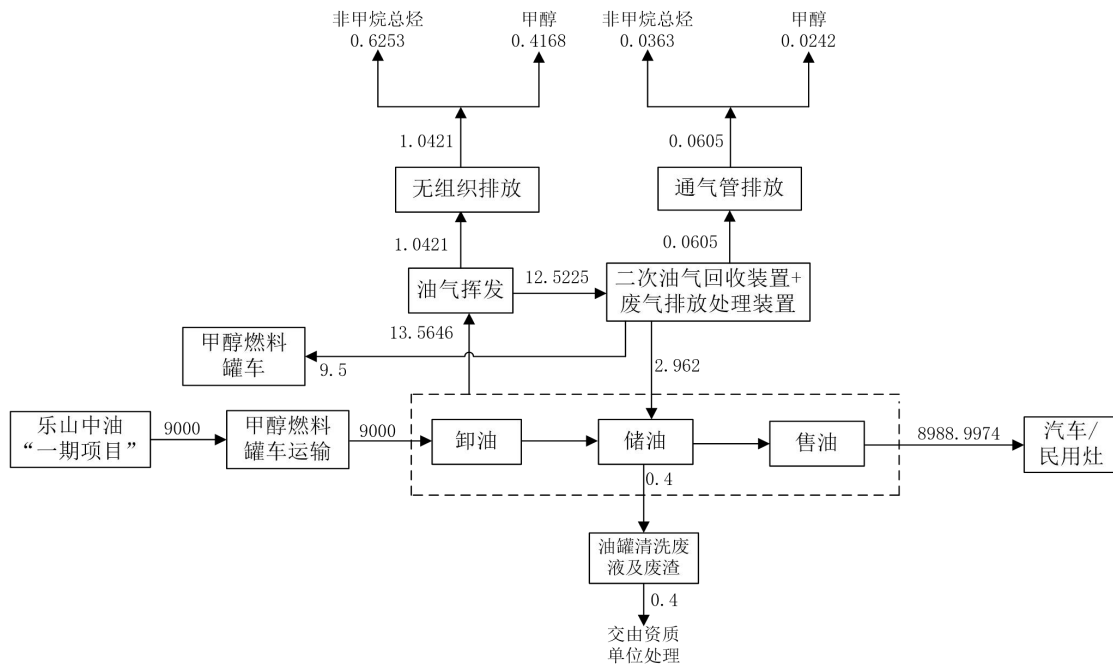 非甲烷总烃
0.6253
甲醇
0.4168
非甲烷总烃
0.0363
甲醇
0.0242
1.0421
0.0605
无组织排放
通气管排放
1.0421
0.0605
油气挥发
12.5225
二次油气回收装置+
废气排放处理装置
13.5646
甲醇燃料
罐车
9.5
2.962
乐山中油
“一期项目”
9000
甲醇燃料
罐车运输
9000
卸油
储油
售油
8988.9974
汽车/
民用灶
0.4
油罐清洗废
液及废渣
0.4
交由资质
单位处理